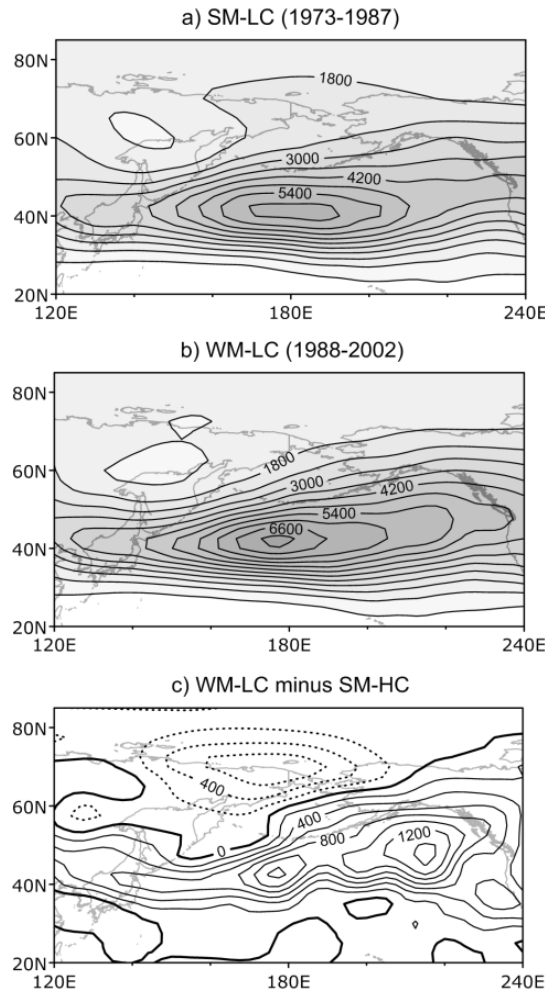 a) SM-LC (1973-1987)
80N
1800
60N
3000
4200
5400
40N
20N
120E 180E 240E
b) WM-LC (1988-2002)
80N
1800
60N
3000
4200
5400
6600
40N
20N
120E 180E 240E
c) WM-LC minus SM-HC
80N
400
60N
400
0
800
1200
40N
20N
120E 180E 240E